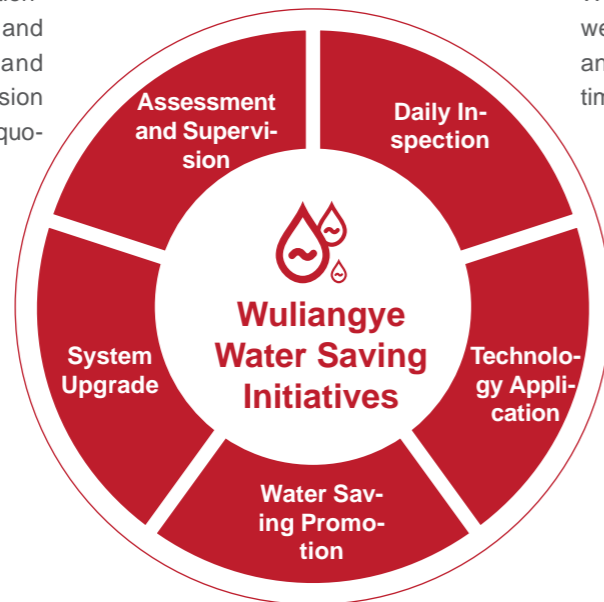 and
and
sion
quo-
we
tim
Assessment
and Supervi-
sion
Daily In-
spection
System
Upgrade
Wuliangye
Water Saving
Initiatives
Technolo-
gy Appli-
cation
Water Sav-
ing Promo-
tion